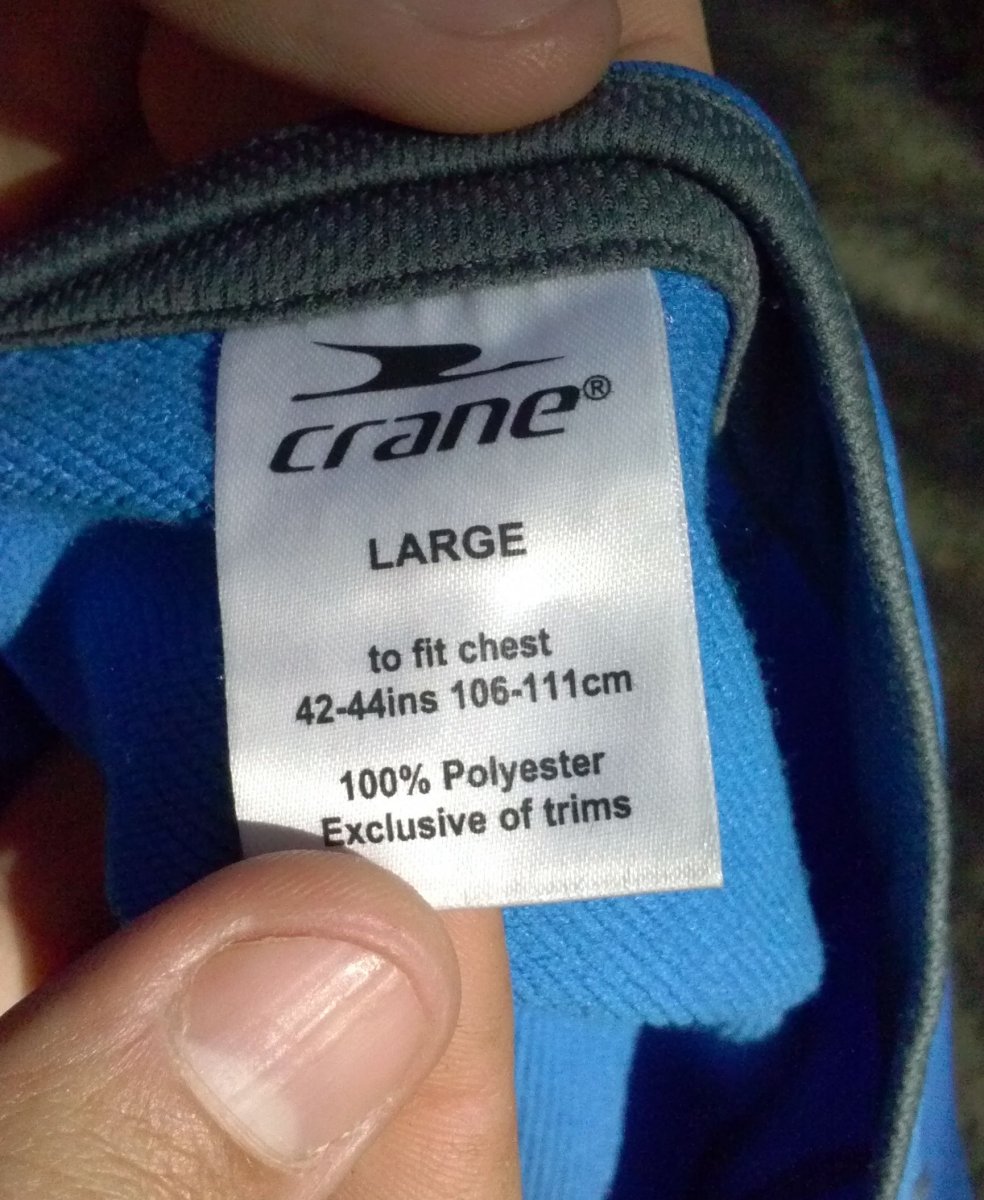 crane®
LARGE
to fit chest
42-44ins 106-111cm
100% Polyester
Exclusive of trims